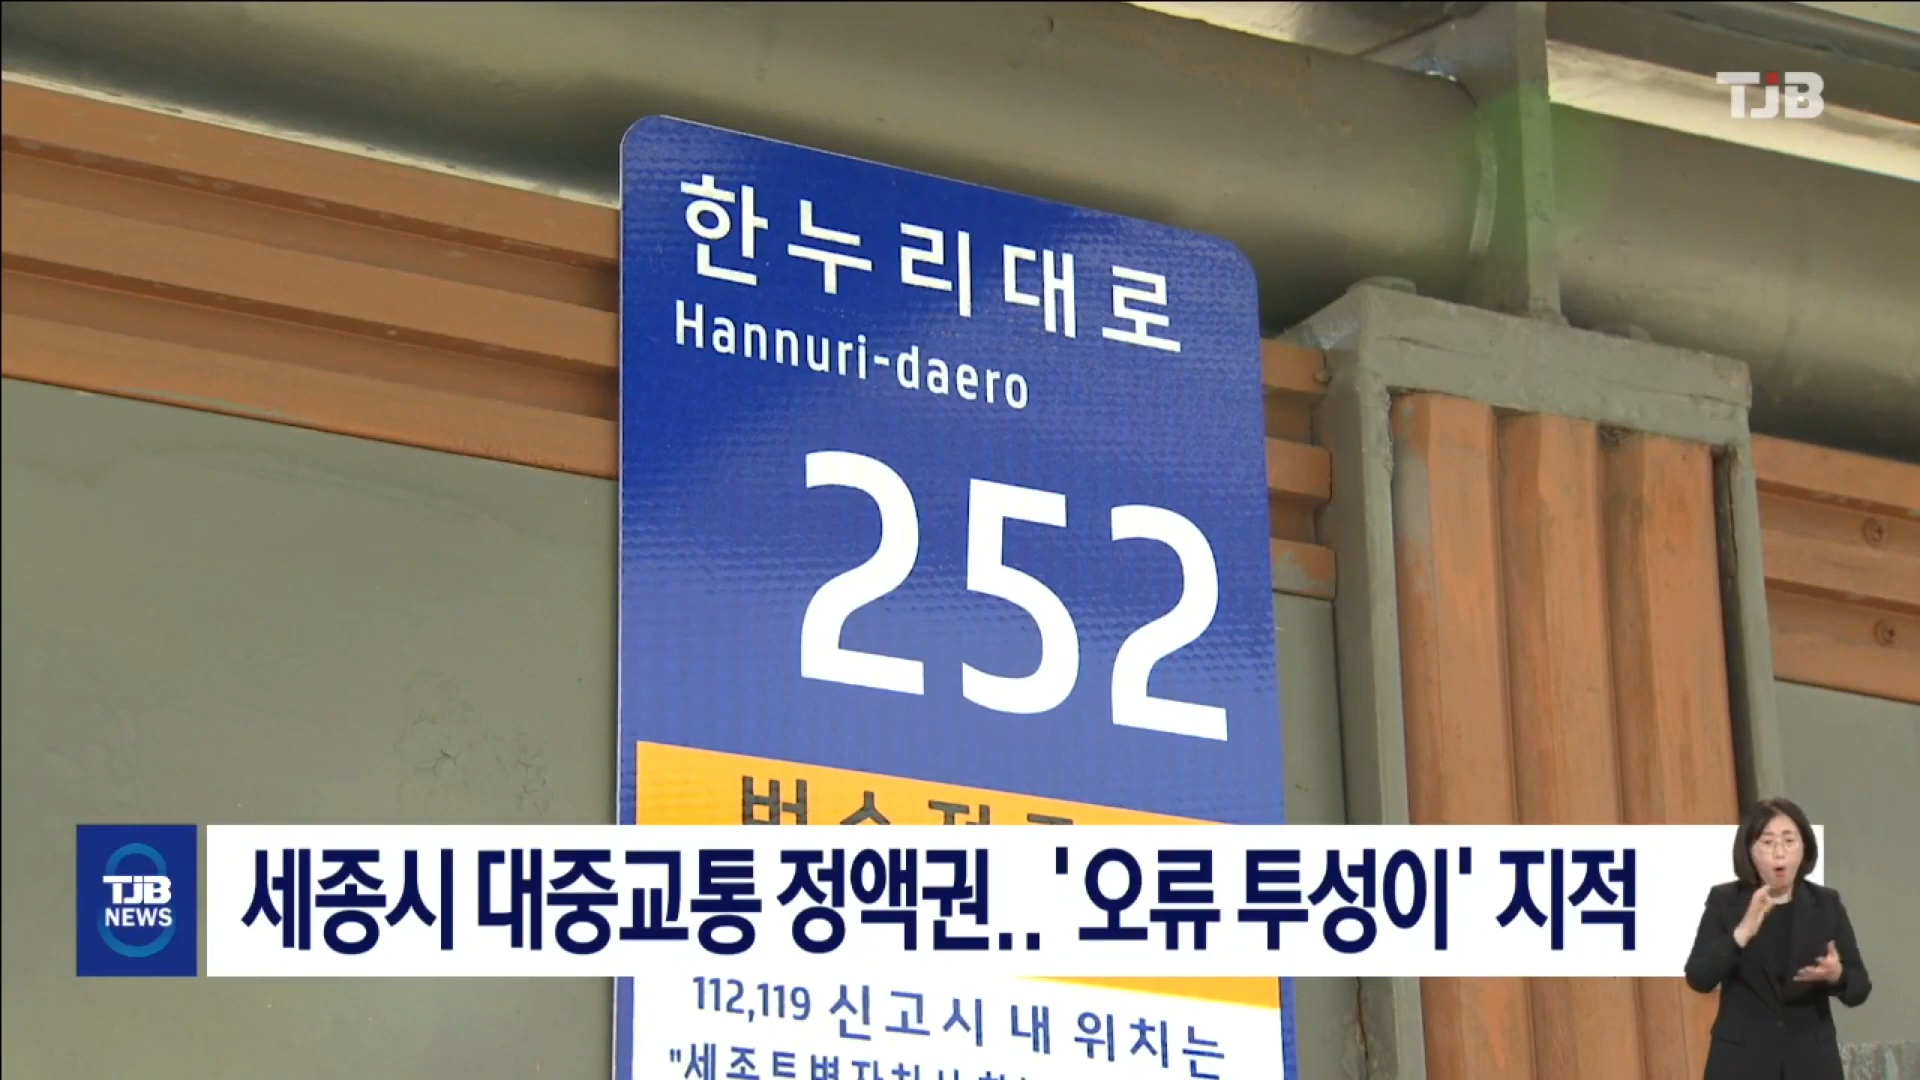 TJB
한누리대로
Hannuri-daero
252
TJB
NEWS
세종시 대중교통 정액권.. '오류 투성이' 지적
112,119 신고시 내 위치는